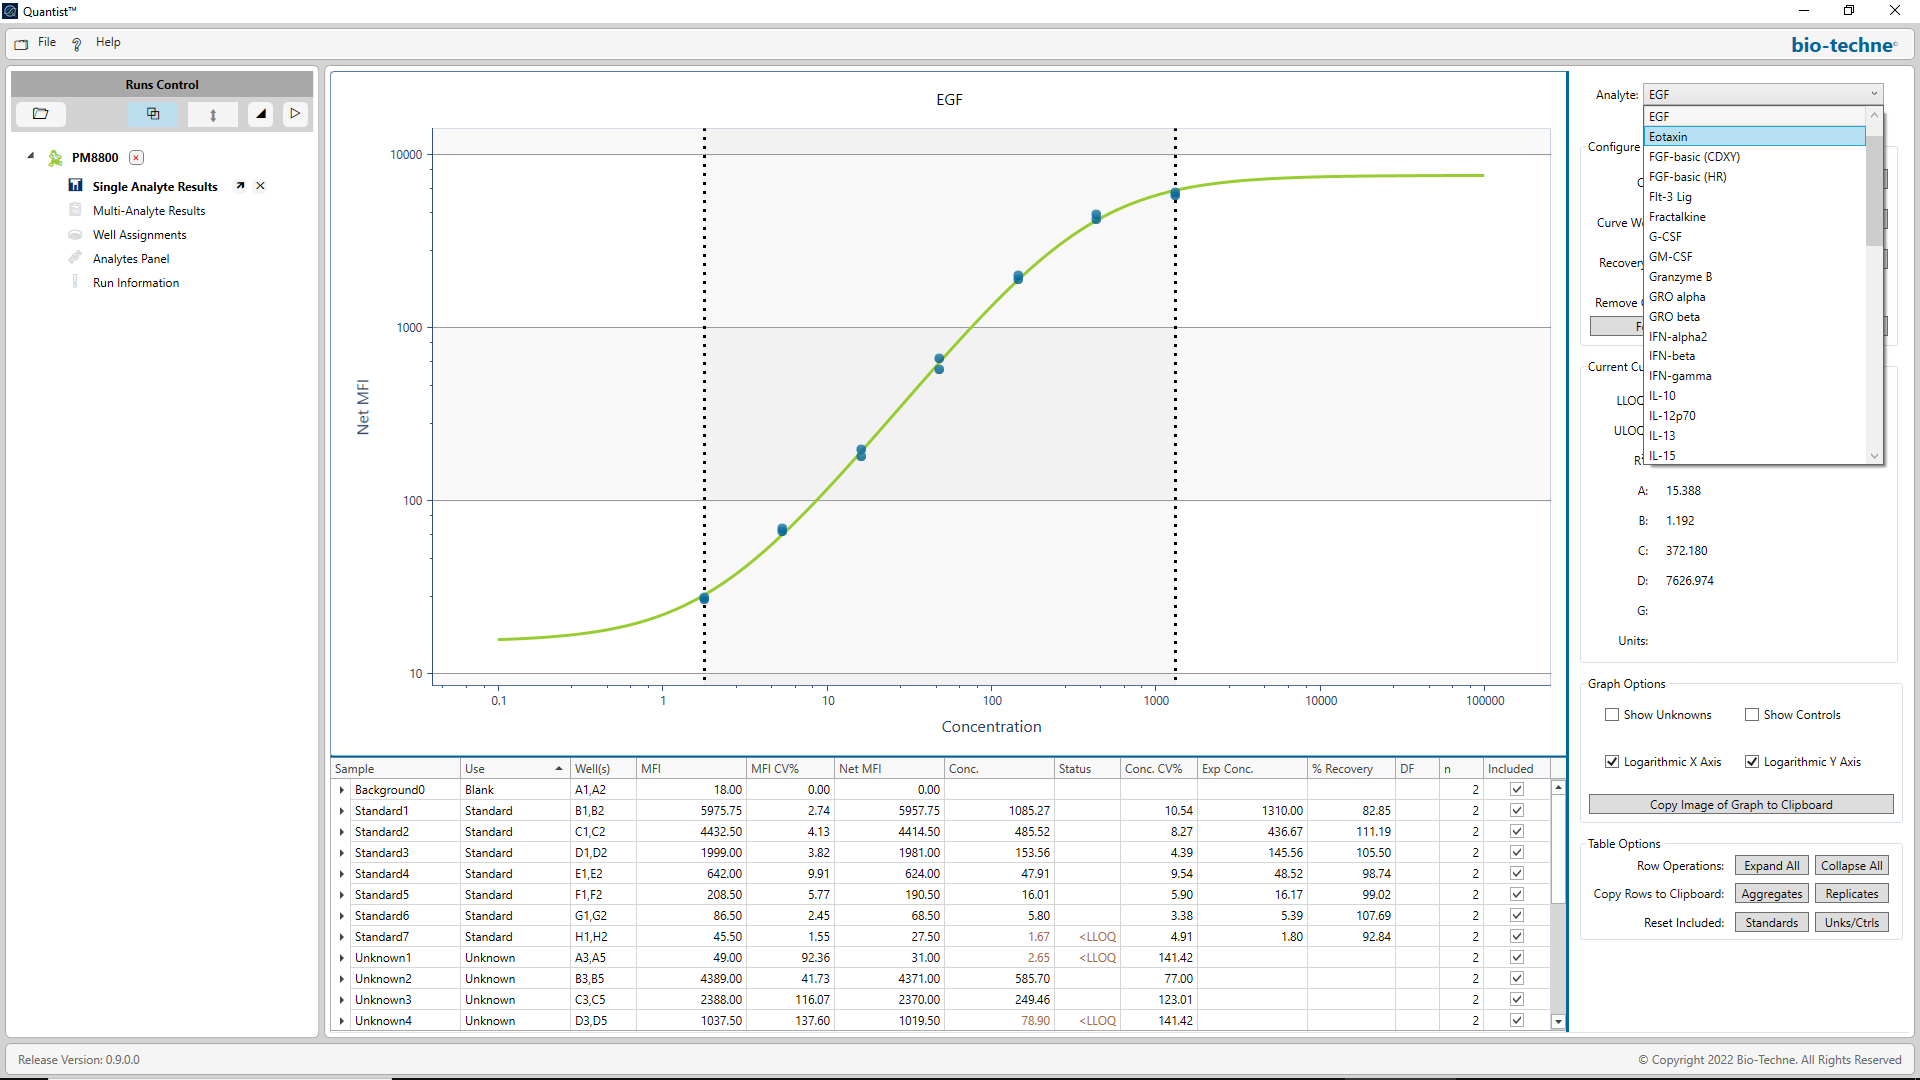 Quantist™
File Help
bio-techne
Runs Control
PM8800
Single Analyte Results
Multi-Analyte Results
Well Assignments
Analytes Panel
Run Information
EGF
Net MFI
10000
1000
100
10
0.1 1 10 100 1000 10000 100000
Concentration
Analyte: EGF
EGF
Eotaxin
FGF-basic (CDXY)
FGF-basic (HR)
Flt-3 Lig
Fractalkine
G-CSF
GM-CSF
Granzyme B
GRO alpha
GRO beta
IFN-alpha2
IFN-beta
IFN-gamma
IL-10
IL-12p70
IL-13
IL-15
Configure
Curve
Recovery
Remove
Current
LLOQ
ULOQ
A: 15.388
B: 1.192
C: 372.180
D: 7626.974
G:
Units:
Graph Options
Show Unknowns Show Controls
Logarithmic X Axis Logarithmic Y Axis
Copy Image of Graph to Clipboard
Table Options
Row Operations: Expand All Collapse All
Copy Rows to Clipboard: Aggregates Replicates
Reset Included: Standards Unks/Ctrls
Sample Use Well(s) MFI MFI CV% Net MFI Conc. Status Conc. CV% Exp Conc. % Recovery DF n Included
Background0 Blank A1,A2 18.00 0.00 0.00 2
Standard1 Standard B1,B2 5975.75 2.74 5957.75 1085.27 10.54 1310.00 82.85 2
Standard2 Standard C1,C2 4432.50 4.13 4414.50 485.52 8.27 436.67 111.19 2
Standard3 Standard D1,D2 1999.00 3.82 1981.00 153.56 4.39 145.56 105.50 2
Standard4 Standard E1,E2 642.00 9.91 624.00 47.91 9.54 48.52 98.74 2
Standard5 Standard F1,F2 208.50 5.77 190.50 16.01 5.90 16.17 99.02 2
Standard6 Standard G1,G2 86.50 2.45 68.50 5.80 3.38 5.39 107.69 2
Standard7 Standard H1,H2 45.50 1.55 27.50 1.67 <LLOQ 4.91 1.80 92.84 2
Unknown1 Unknown A3,A5 49.00 92.36 31.00 2.65 <LLOQ 141.42 2
Unknown2 Unknown B3,B5 4389.00 41.73 4371.00 585.70 77.00 2
Unknown3 Unknown C3,C5 2388.00 116.07 2370.00 249.46 123.01 2
Unknown4 Unknown D3,D5 1037.50 137.60 1019.50 78.90 <LLOQ 141.42 2
Release Version: 0.9.0.0
© Copyright 2022 Bio-Techne. All Rights Reserved